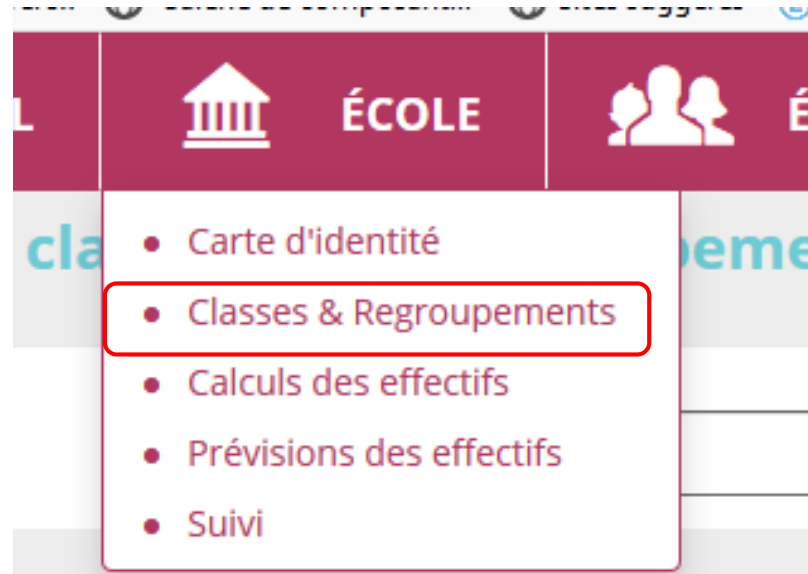 ÉCOLE
Carte d'identité
Classes & Regroupements
Calculs des effectifs
Prévisions des effectifs
Suivi